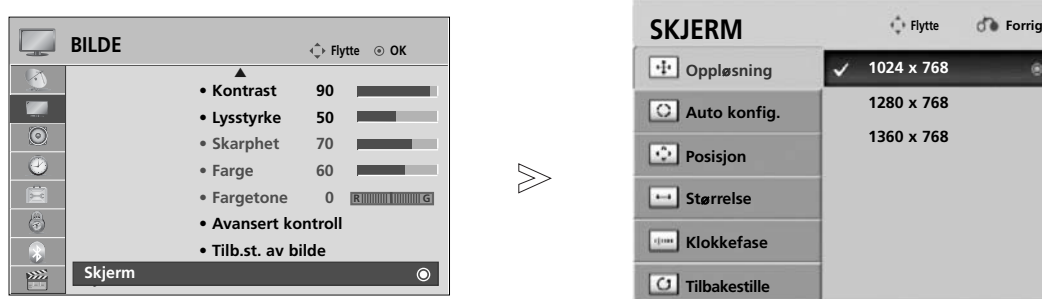 BILDE
Flytte OK
• Kontrast 90
• Lysstyrke 50
• Skarphet 70
• Farge 60
• Fargetone 0 R G
• Avansert kontroll
• Tilb.st. av bilde
Skjerm
SKJERM
Flytte Forrig
Oppløsning
Auto konfig.
Posisjon
Størrelse
Klokkefase
Tilbakestille
1024 x 768
1280 x 768
1360 x 768